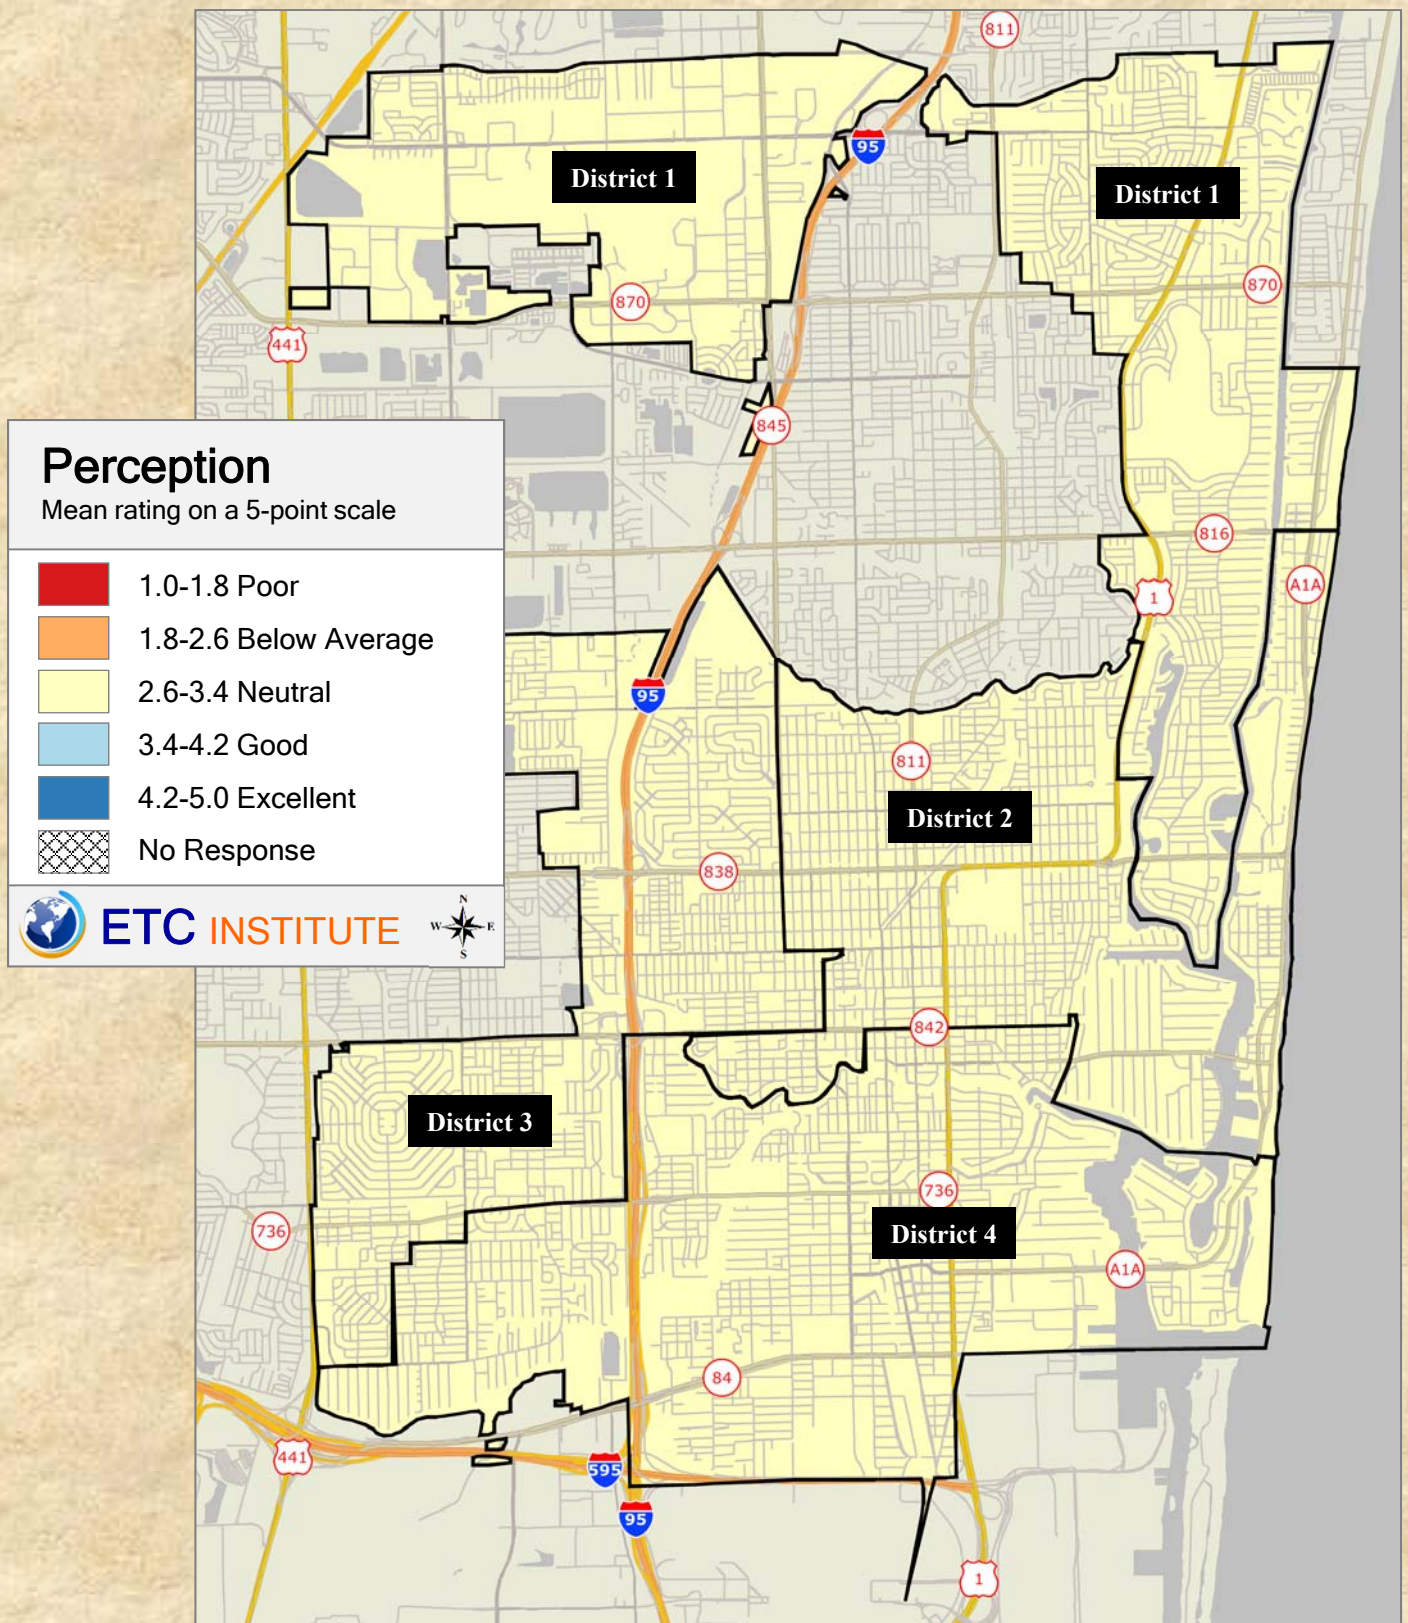 811
95
District 1
District 1
870
870
441
845
Perception
Mean rating on a 5-point scale
1.0-1.8 Poor
1.8-2.6 Below Average
2.6-3.4 Neutral
3.4-4.2 Good
4.2-5.0 Excellent
No Response
ETC INSTITUTE
N
W E
S
816
A1A
1
95
811
District 2
838
842
District 3
736
736
District 4
A1A
84
441
595
95
1